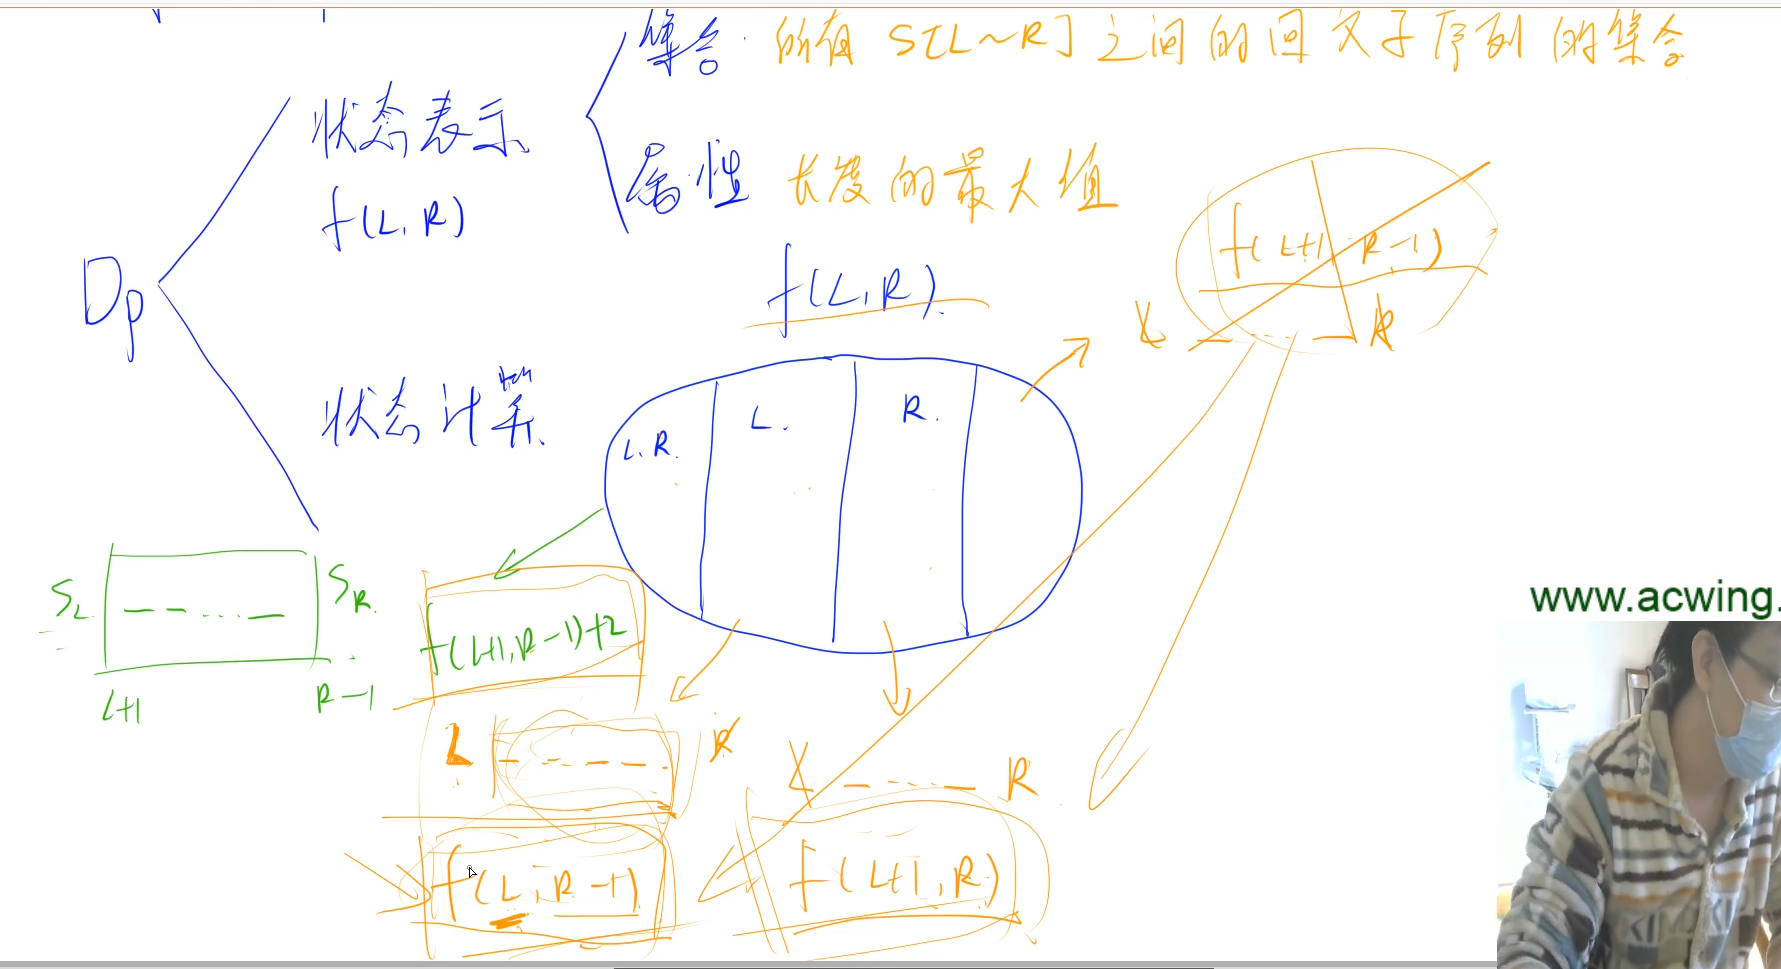 集合. 所有 S[L~R] 之间的回文子序列的集合
状态表示
属性 长度的最大值
f(L, R)
f(L+1 R-1)
Dp
f(L, R)
L R
状态计算
L. R.
L.
R.
SL -- ... - SR
f(L+1, R-1)+2
L+1 R-1
www.acwing.
L - ---- R
L - ---- R
f(L, R-1)
f(L+1, R)